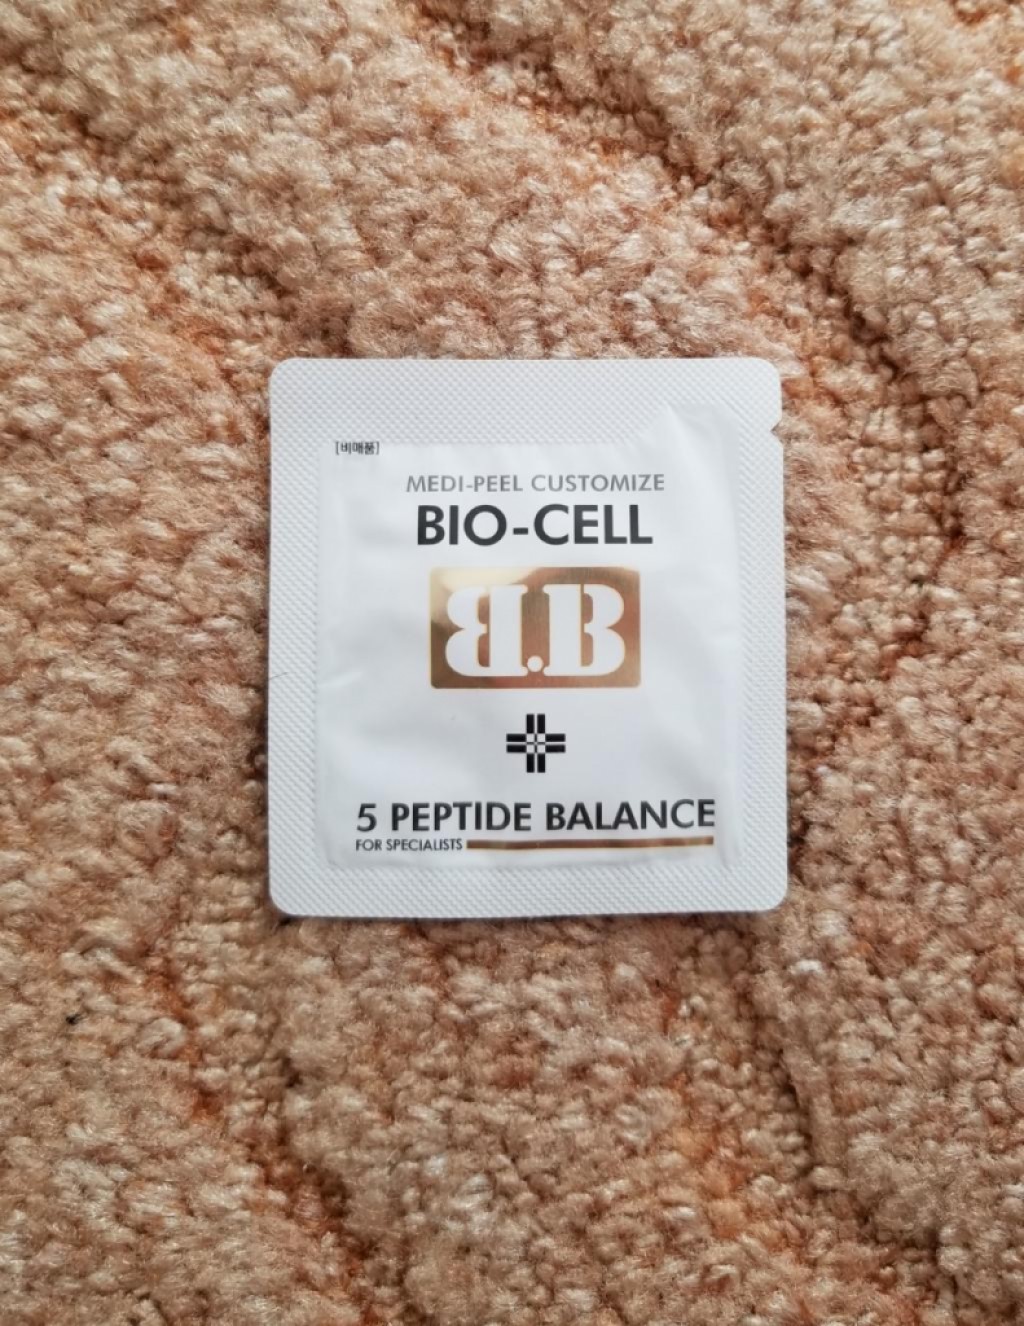 [비매품]
MEDI-PEEL CUSTOMIZE
BIO-CELL
B.B
5 PEPTIDE BALANCE
FOR SPECIALISTS